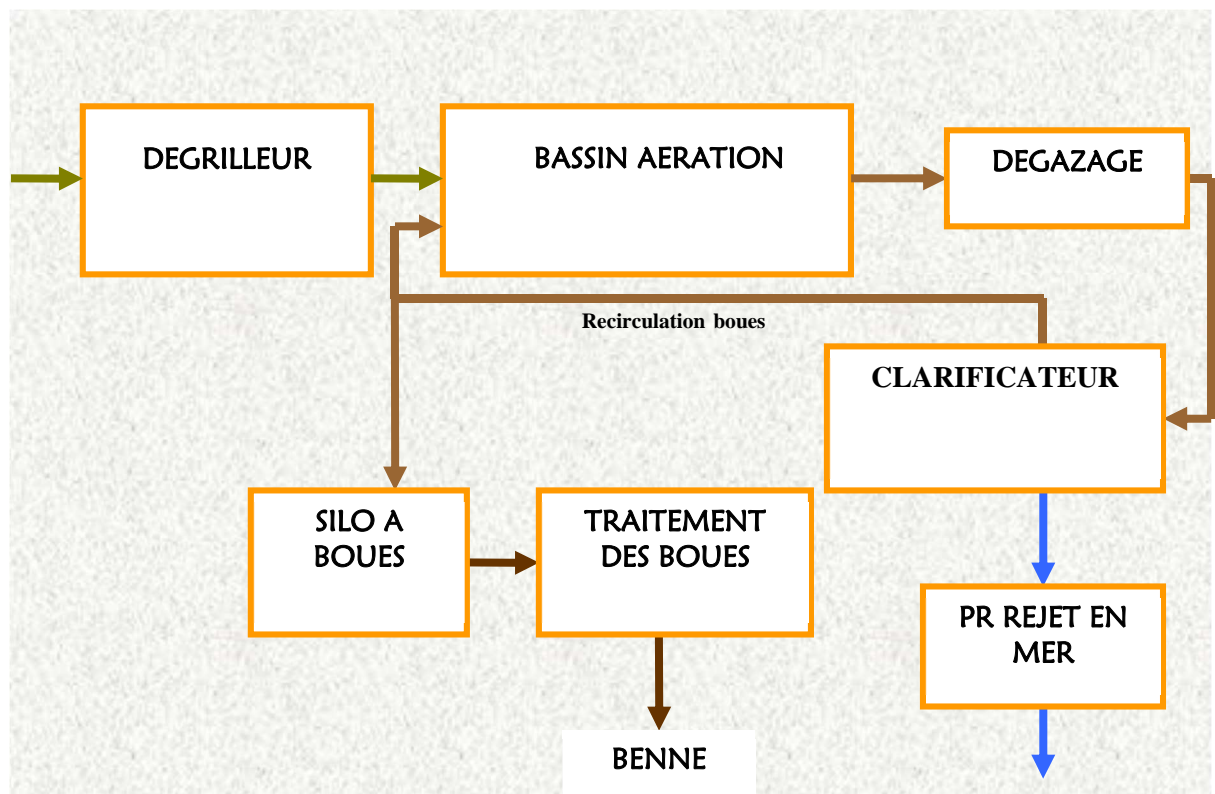 DEGRILLEUR
BASSIN AERATION
DEGAZAGE
Recirculation boues
CLARIFICATEUR
SILO A
BOUES
TRAITEMENT
DES BOUES
PR REJET EN
MER
BENNE